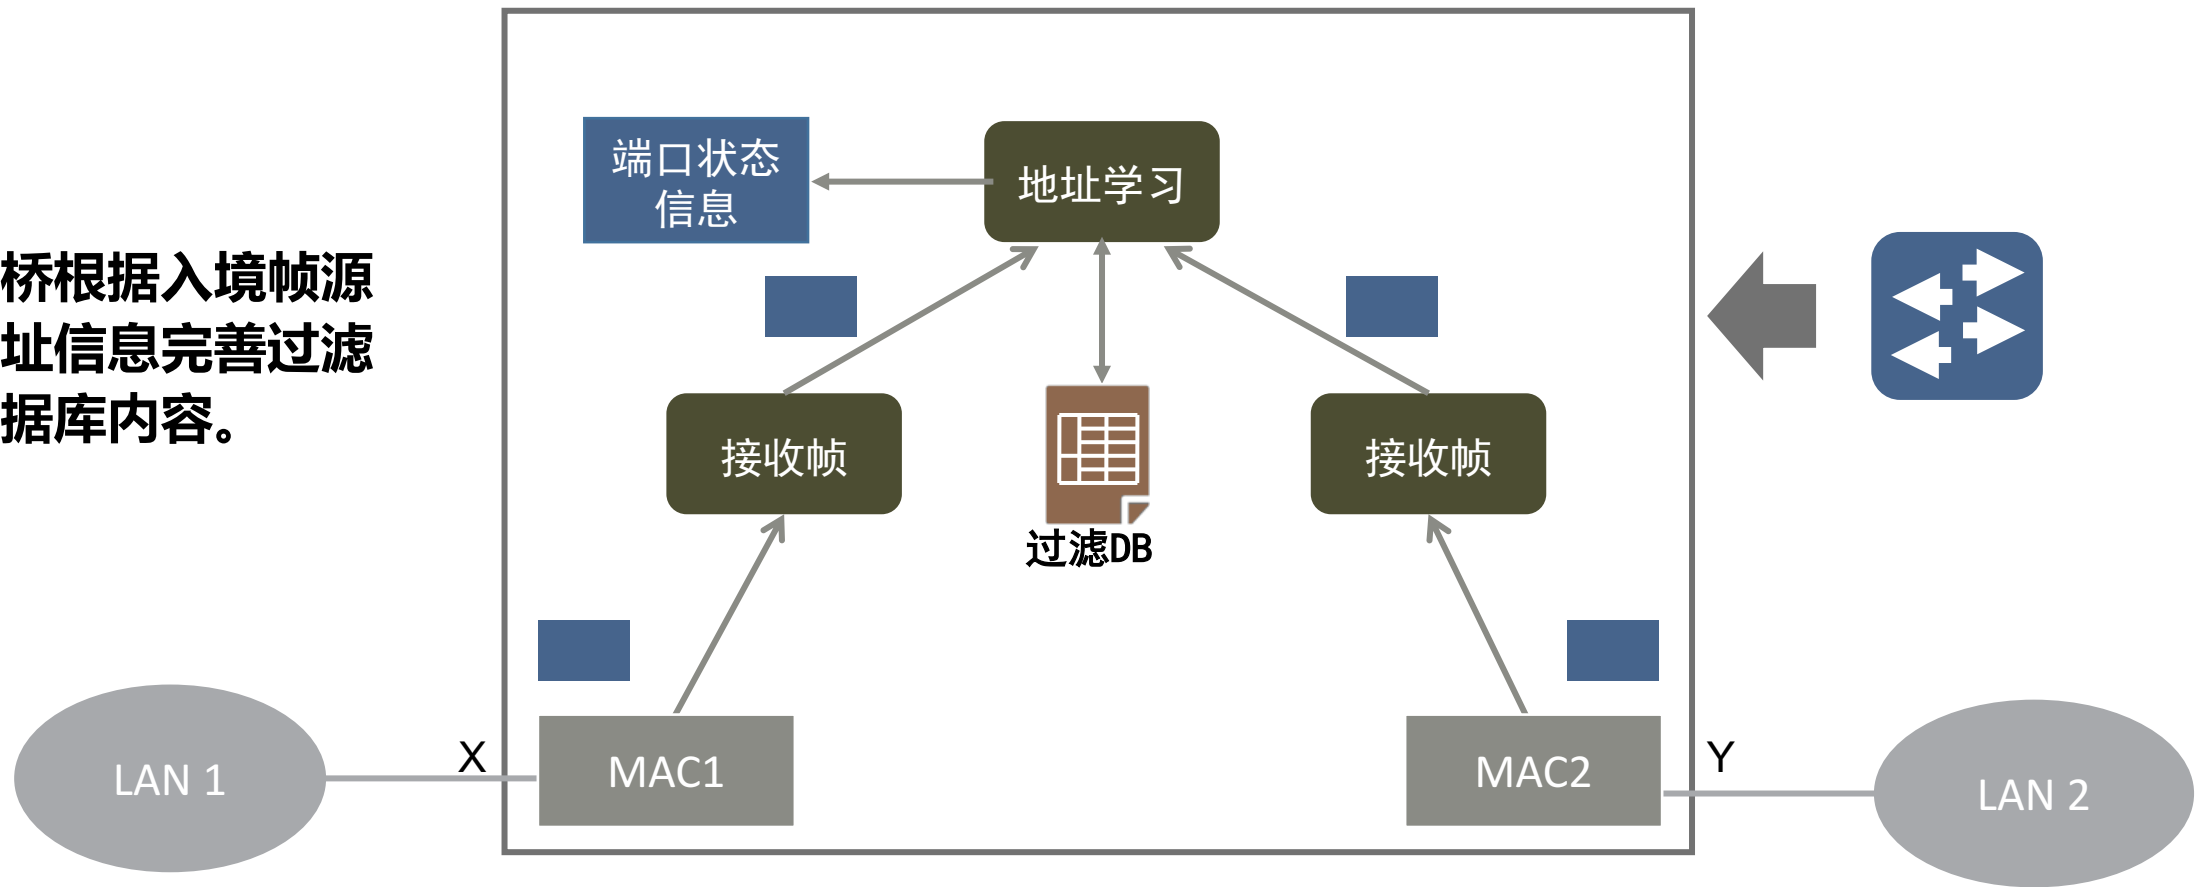 端口状态
信息
地址学习
桥根据入境帧源
址信息完善过滤
据库内容。
接收帧
接收帧
过滤DB
X
Y
LAN 1
MAC1
MAC2
LAN 2